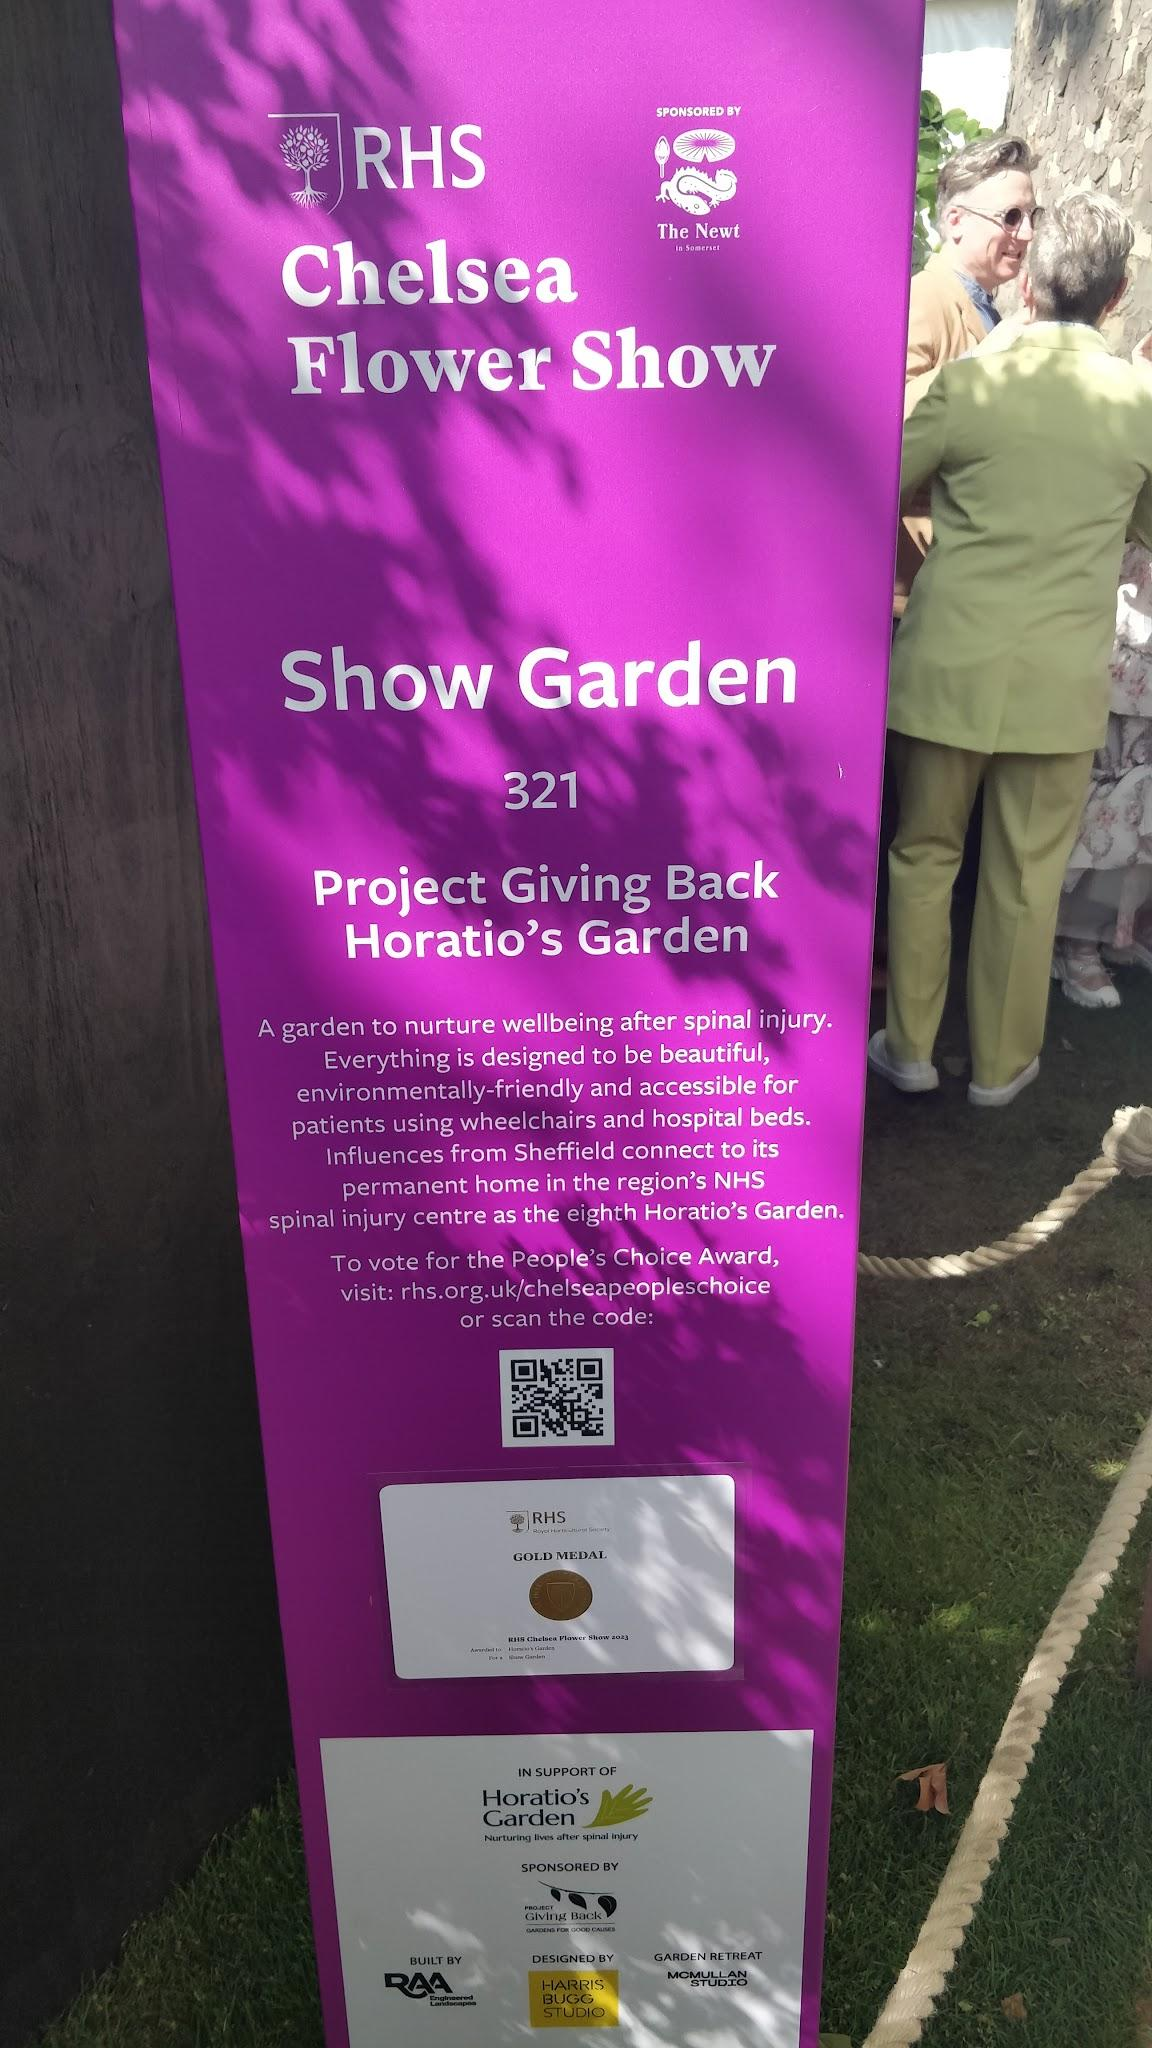 RHS
SPONSORED BY
The Newt
in Somerset
Chelsea
Flower Show
Show Garden
321
Project Giving Back
Horatio's Garden
A garden to nurture wellbeing after spinal injury.
Everything is designed to be beautiful,
environmentally-friendly and accessible for
patients using wheelchairs and hospital beds.
Influences from Sheffield connect to its
permanent home in the region's NHS
spinal injury centre as the eighth Horatio's Garden.
To vote for the People's Choice Award,
visit: rhs.org.uk/chelseapeopleschoice
or scan the code:
RHS
Royal Horticultural Society
GOLD MEDAL
RHS Chelsea Flower Show 2023
Awarded to Horatio's Garden
For a Show Garden
IN SUPPORT OF
Horatio's
Garden
Nurturing lives after spinal injury
SPONSORED BY
PROJECT
Giving Back
GARDENS FOR GOOD CAUSES
BUILT BY
RAA
Engineered
Landscapes
DESIGNED BY
HARRIS
BUGG
STUDIO
GARDEN RETREAT
MCMULLAN
STUDIO